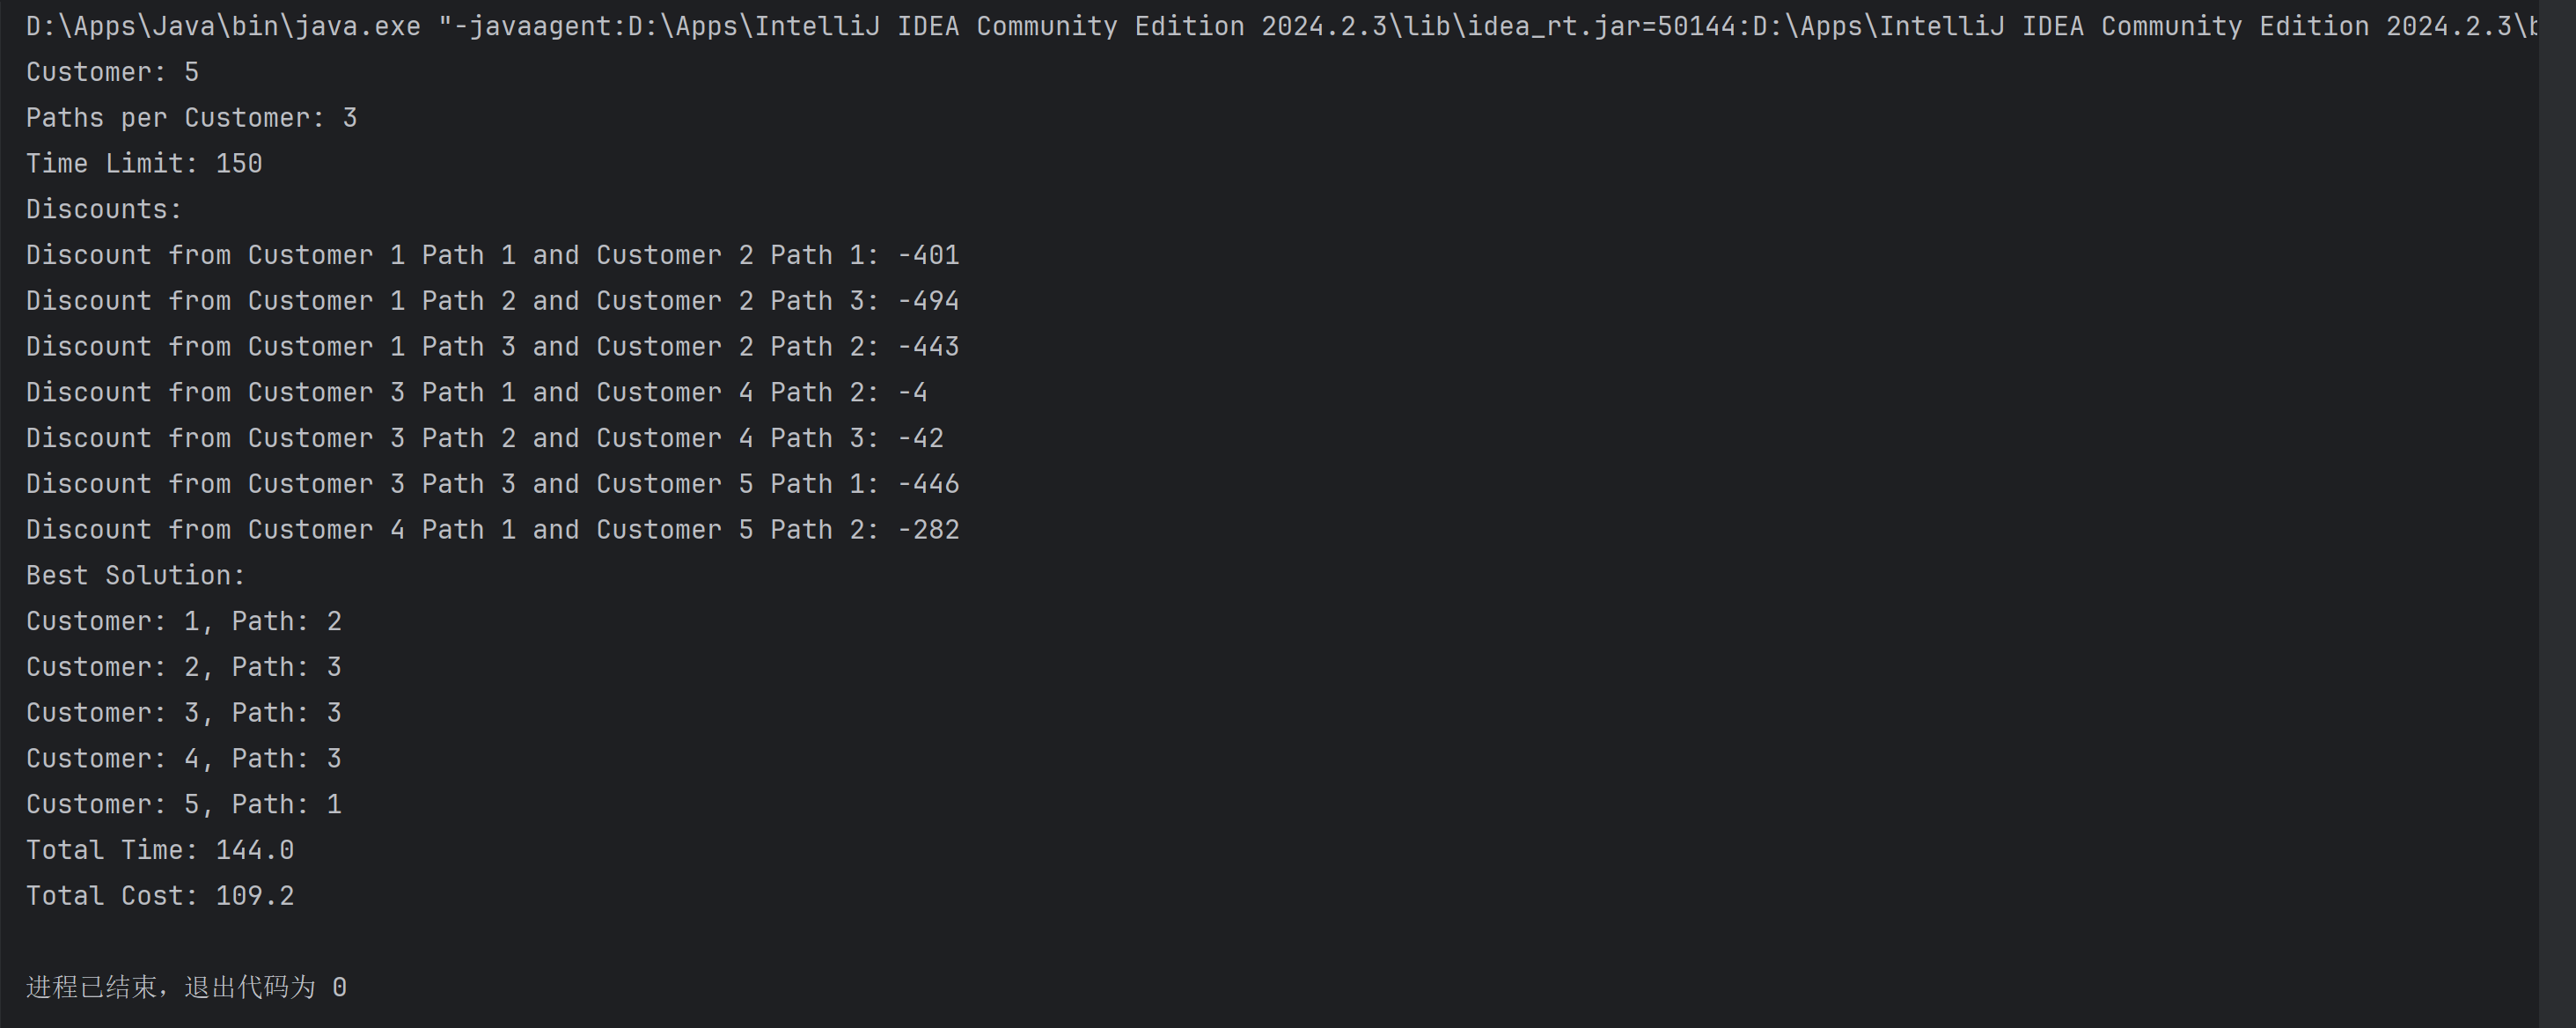 D:\Apps\Java\bin\java.exe "-javaagent:D:\Apps\IntelliJ IDEA Community Edition 2024.2.3\lib\idea_rt.jar=50144:D:\Apps\IntelliJ IDEA Community Edition 2024.2.3\b
Customer: 5
Paths per Customer: 3
Time Limit: 150
Discounts:
Discount from Customer 1 Path 1 and Customer 2 Path 1: -401
Discount from Customer 1 Path 2 and Customer 2 Path 3: -494
Discount from Customer 1 Path 3 and Customer 2 Path 2: -443
Discount from Customer 3 Path 1 and Customer 4 Path 2: -4
Discount from Customer 3 Path 2 and Customer 4 Path 3: -42
Discount from Customer 3 Path 3 and Customer 5 Path 1: -446
Discount from Customer 4 Path 1 and Customer 5 Path 2: -282
Best Solution:
Customer: 1, Path: 2
Customer: 2, Path: 3
Customer: 3, Path: 3
Customer: 4, Path: 3
Customer: 5, Path: 1
Total Time: 144.0
Total Cost: 109.2
进程已结束，退出代码为 0